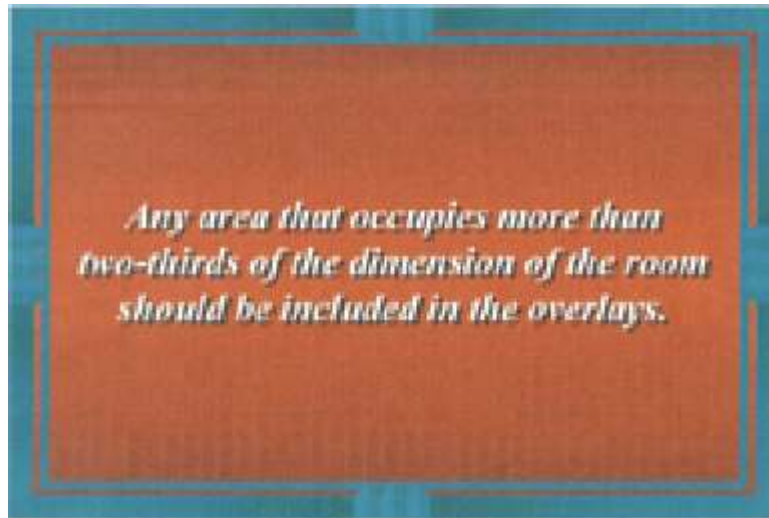 Any area that occupies more than
two-thirds of the dimension of the room
should be included in the overlays.